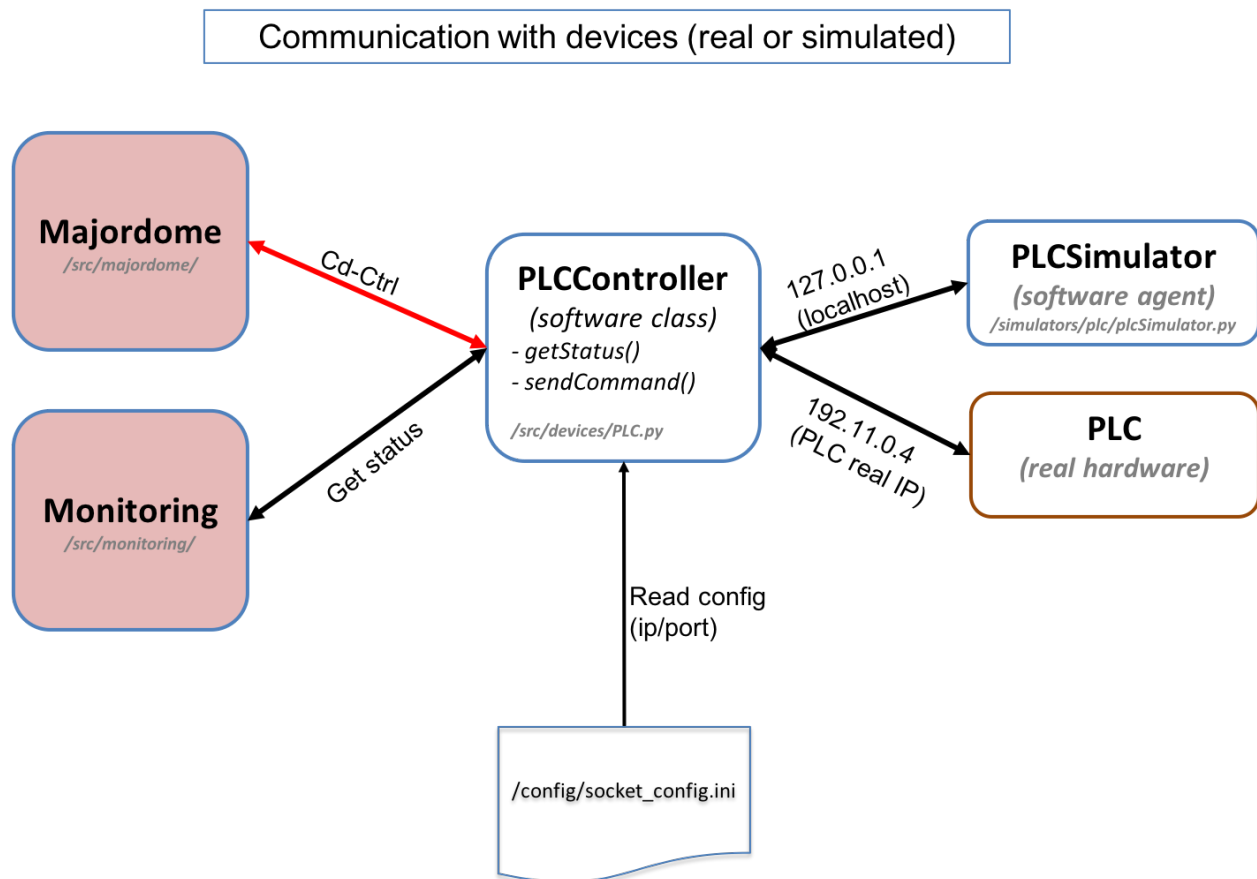 Communication with devices (real or simulated)
Majordome
/src/majordome/
Cd-Ctrl
Monitoring
/src/monitoring/
Get status
PLCController
(software class)
- getStatus()
- sendCommand()
/src/devices/PLC.py
127.0.0.1
(localhost)
192.11.0.4
(PLC real IP)
PLCSimulator
(software agent)
/simulators/plc/plcSimulator.py
PLC
(real hardware)
Read config
(ip/port)
/config/socket_config.ini